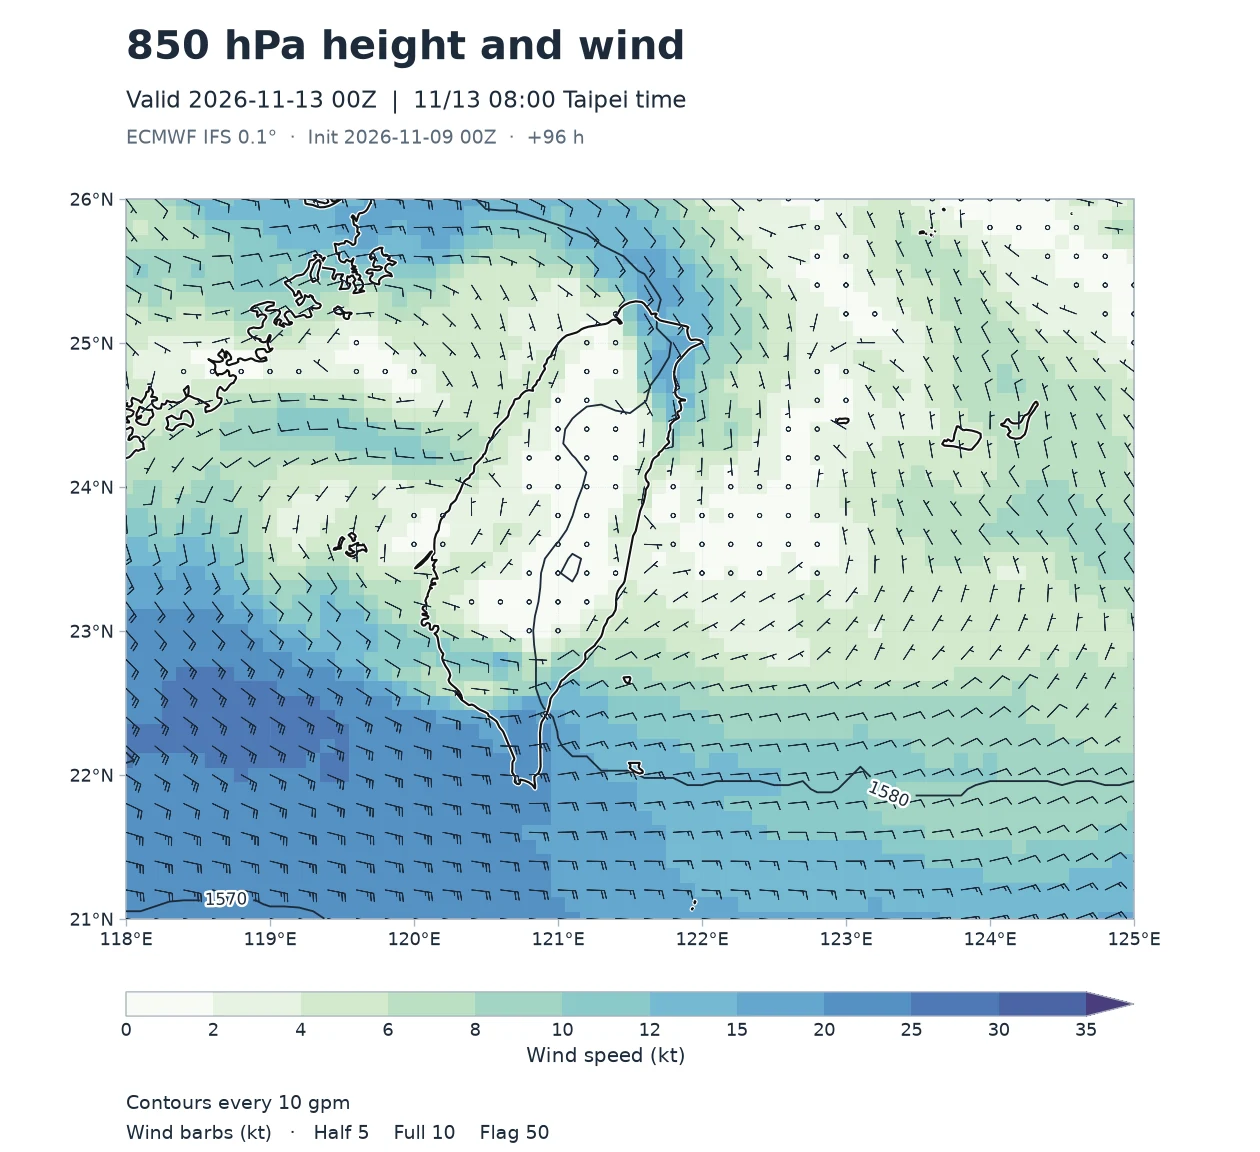 850 hPa height and wind
Valid 2026-11-13 00Z | 11/13 08:00 Taipei time
ECMWF IFS 0.1° · Init 2026-11-09 00Z · +96 h
26°N
25°N
24°N
23°N
22°N
21°N
1580
1570
118°E 119°E 120°E 121°E 122°E 123°E 124°E 125°E
0 2 4 6 8 10 12 15 20 25 30 35
Wind speed (kt)
Contours every 10 gpm
Wind barbs (kt) · Half 5 Full 10 Flag 50